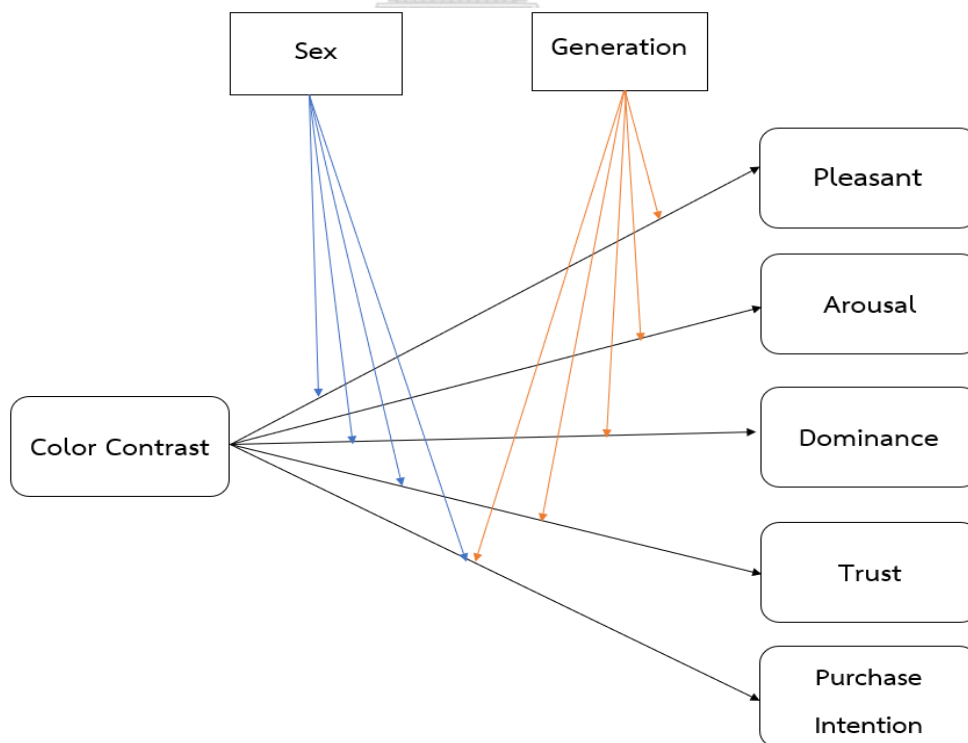 Sex
Generation
Pleasant
Arousal
Color Contrast
Dominance
Trust
Purchase
Intention